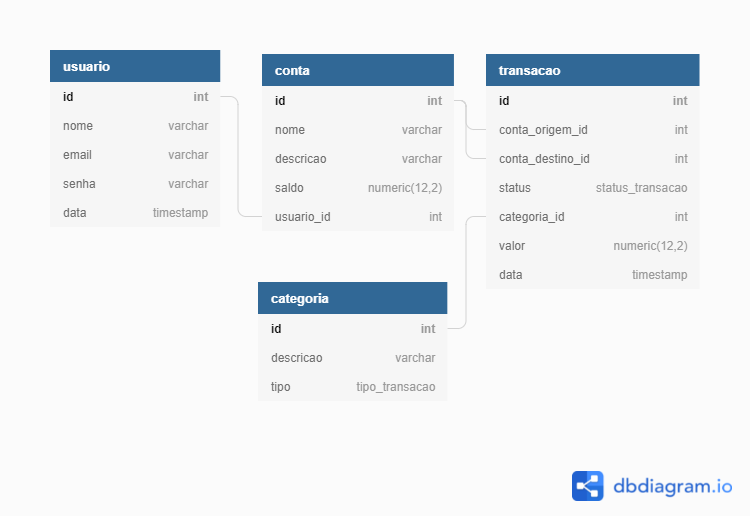 usuario
id int
nome varchar
email varchar
senha varchar
data timestamp
conta
id int
nome varchar
descricao varchar
saldo numeric(12,2)
usuario_id int
transacao
id int
conta_origem_id int
conta_destino_id int
status status_transacao
categoria_id int
valor numeric(12,2)
data timestamp
categoria
id int
descricao varchar
tipo tipo_transacao
dbdiagram.io